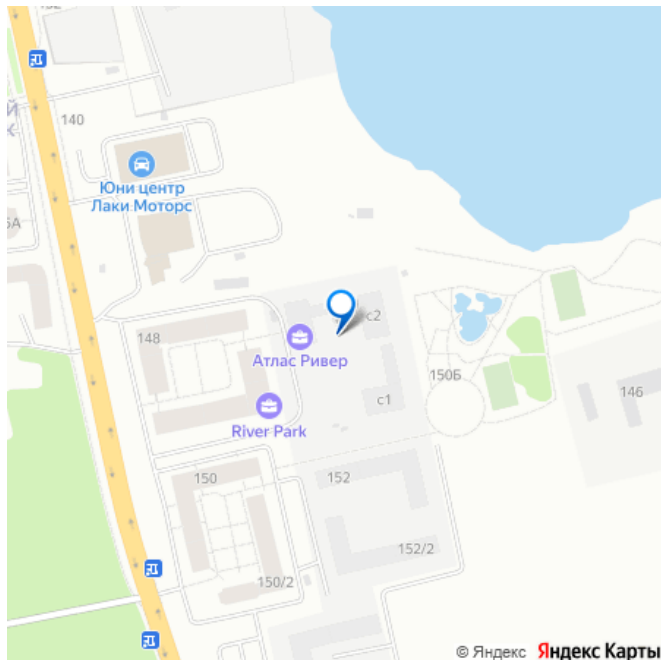 140
Юни центр
Лаки Моторс
148
с2
Атлас Ривер
150Б
146
с1
River Park
150
152
152/2
150/2
© Яндекс Яндекс Карты